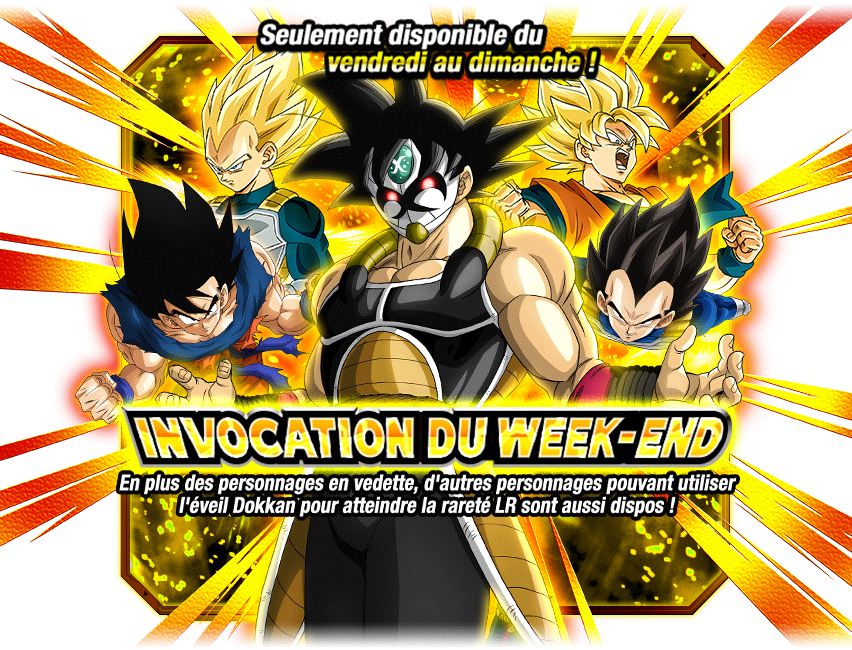 Seulement disponible du
vendredi au dimanche !
INVOCATION DU WEEK-END
En plus des personnages en vedette, d'autres personnages pouvant utiliser
l'éveil Dokkan pour atteindre la rareté LR sont aussi dispos !